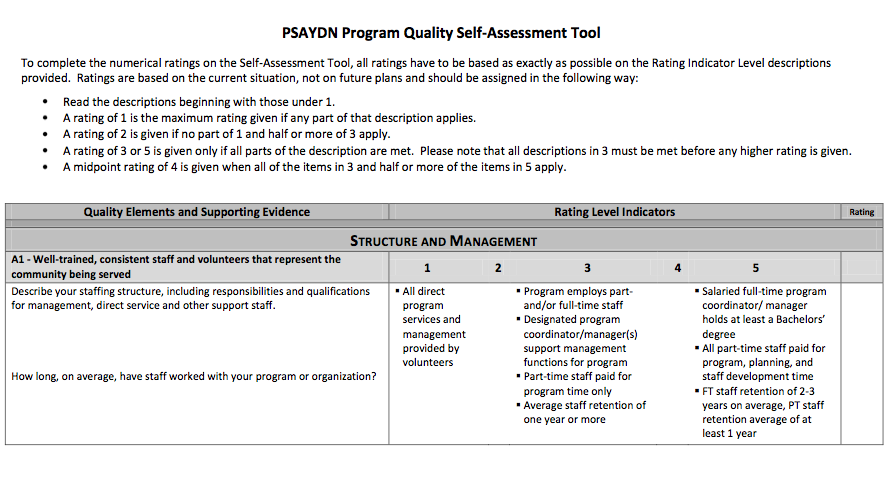 PSAYDN Program Quality Self-Assessment Tool
To complete the numerical ratings on the Self-Assessment Tool, all ratings have to be based as exactly as possible on the Rating Indicator Level descriptions
provided.  Ratings are based on the current situation, not on future plans and should be assigned in the following way:
• Read the descriptions beginning with those under 1.
• A rating of 1 is the maximum rating given if any part of that description applies.
• A rating of 2 is given if no part of 1 and half or more of 3 apply.
• A rating of 3 or 5 is given only if all parts of the description are met.  Please note that all descriptions in 3 must be met before any higher rating is given.
• A midpoint rating of 4 is given when all of the items in 3 and half or more of the items in 5 apply.
Quality Elements and Supporting Evidence
Rating Level Indicators
Rating
STRUCTURE AND MANAGEMENT
A1 - Well-trained, consistent staff and volunteers that represent the
community being served
1
2
3
4
5
Describe your staffing structure, including responsibilities and qualifications
for management, direct service and other support staff.
How long, on average, have staff worked with your program or organization?
▪ All direct
program
services and
management
provided by
volunteers
▪ Program employs part-
and/or full-time staff
▪ Designated program
coordinator/manager(s)
support management
functions for program
▪ Part-time staff paid for
program time only
▪ Average staff retention of
one year or more
▪ Salaried full-time program
coordinator/ manager
holds at least a Bachelors'
degree
▪ All part-time staff paid for
program, planning, and
staff development time
▪ FT staff retention of 2-3
years on average, PT staff
retention average of at
least 1 year